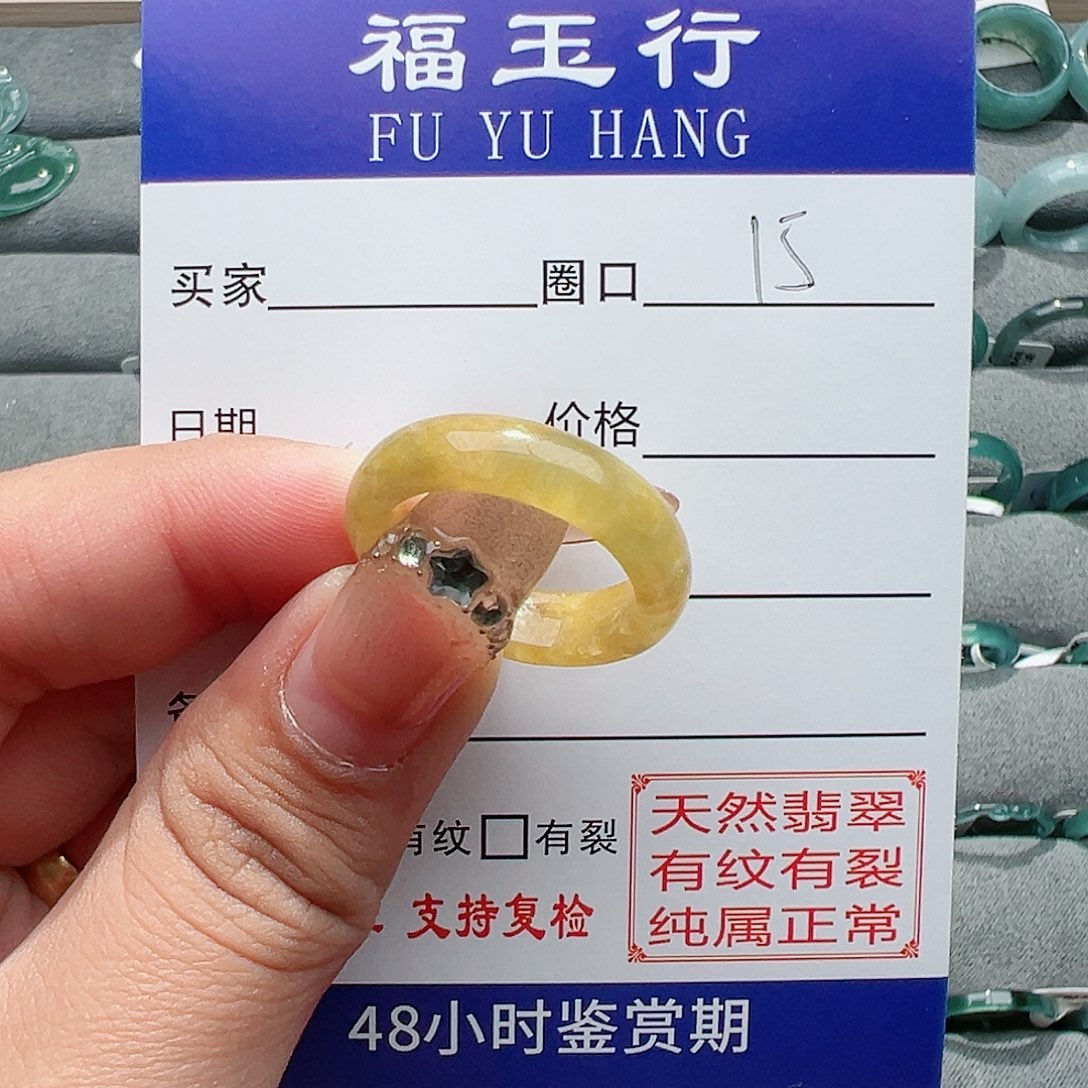 福玉行
FU YU HANG
买家 圈口 15
日期 价格
有纹 有裂
支持复检
天然翡翠
有纹有裂
纯属正常
48小时鉴赏期